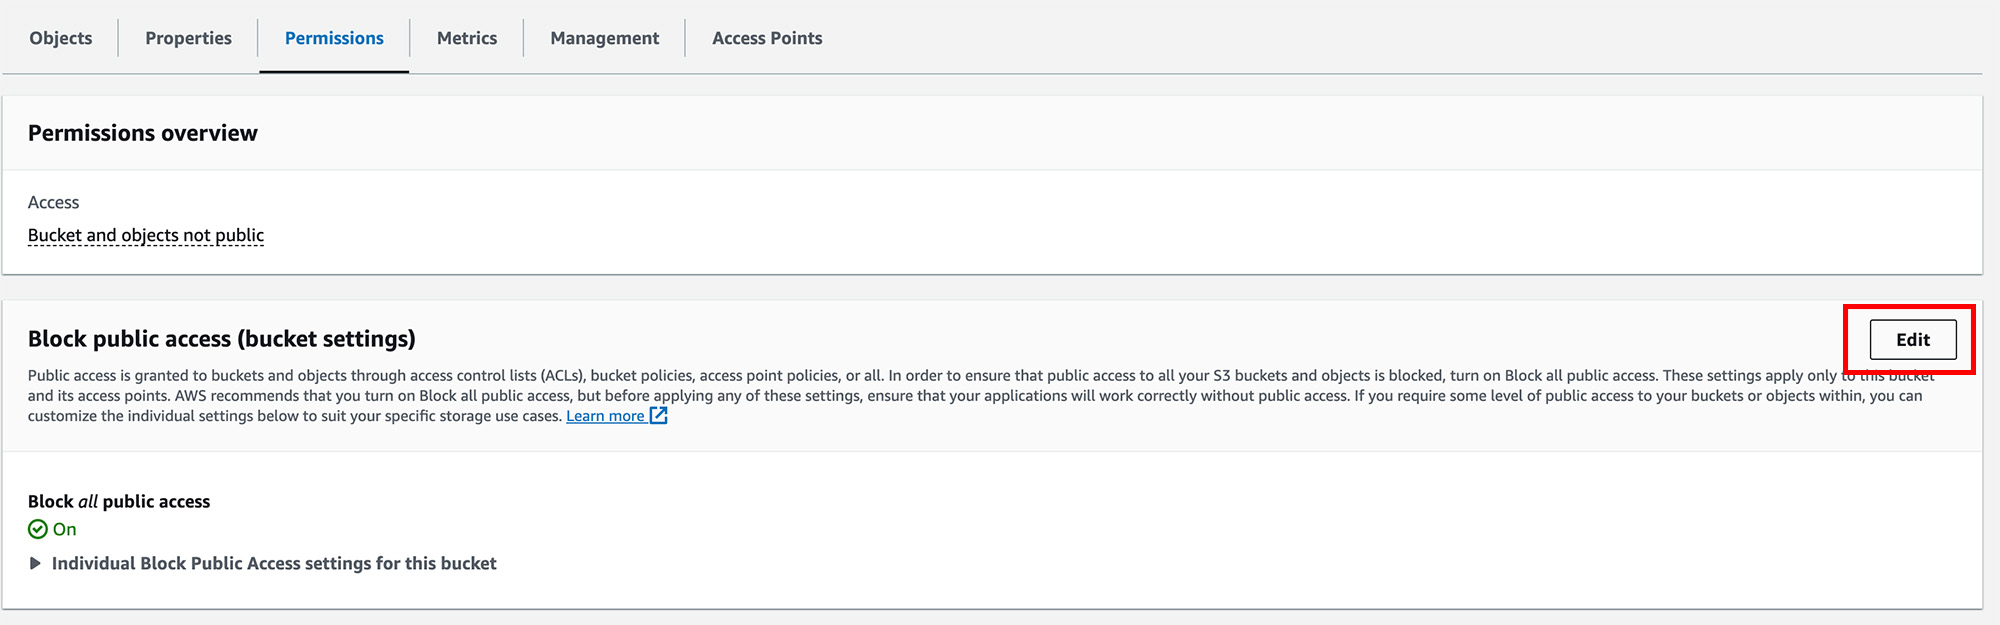 Objects Properties Permissions Metrics Management Access Points
Permissions overview
Access
Bucket and objects not public
Block public access (bucket settings)
Edit
Public access is granted to buckets and objects through access control lists (ACLs), bucket policies, access point policies, or all. In order to ensure that public access to all your S3 buckets and objects is blocked, turn on Block all public access. These settings apply only to this bucket
and its access points. AWS recommends that you turn on Block all public access, but before applying any of these settings, ensure that your applications will work correctly without public access. If you require some level of public access to your buckets or objects within, you can
customize the individual settings below to suit your specific storage use cases. Learn more
Block all public access
On
Individual Block Public Access settings for this bucket